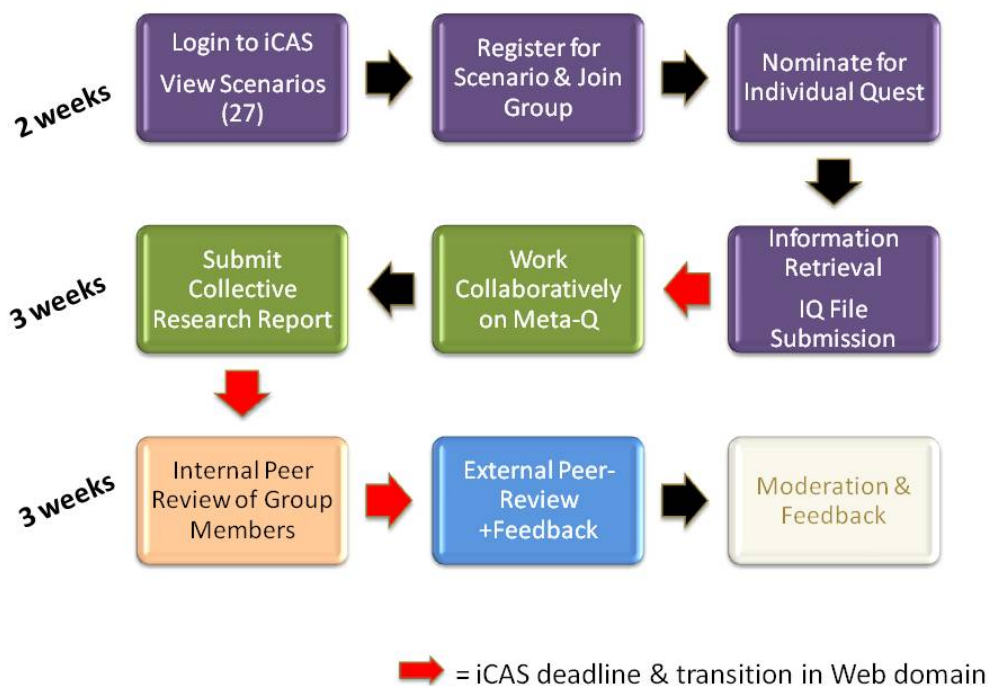 2 weeks
Login to iCAS
View Scenarios
(27)
Register for
Scenario & Join
Group
Nominate for
Individual Quest
3 weeks
Submit
Collective
Research Report
Work
Collaboratively
on Meta-Q
Information
Retrieval
IQ File
Submission
3 weeks
Internal Peer
Review of Group
Members
External Peer-
Review
+Feedback
Moderation &
Feedback
= iCAS deadline & transition in Web domain